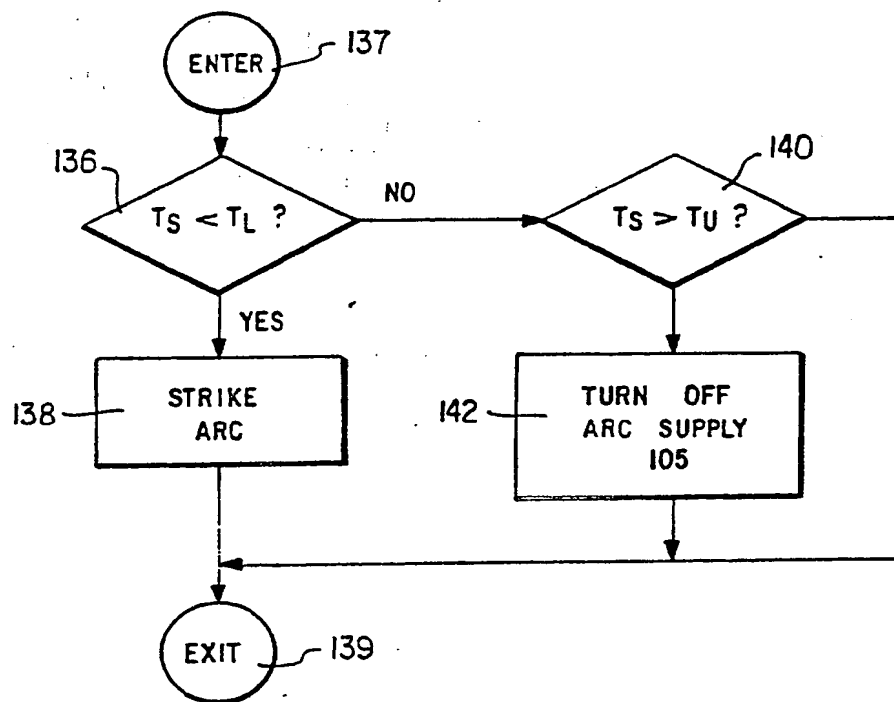 ENTER
137
136
T_S < T_L ?
NO
140
T_S > T_U ?
YES
138
STRIKE
ARC
142
TURN OFF
ARC SUPPLY
105
EXIT
139